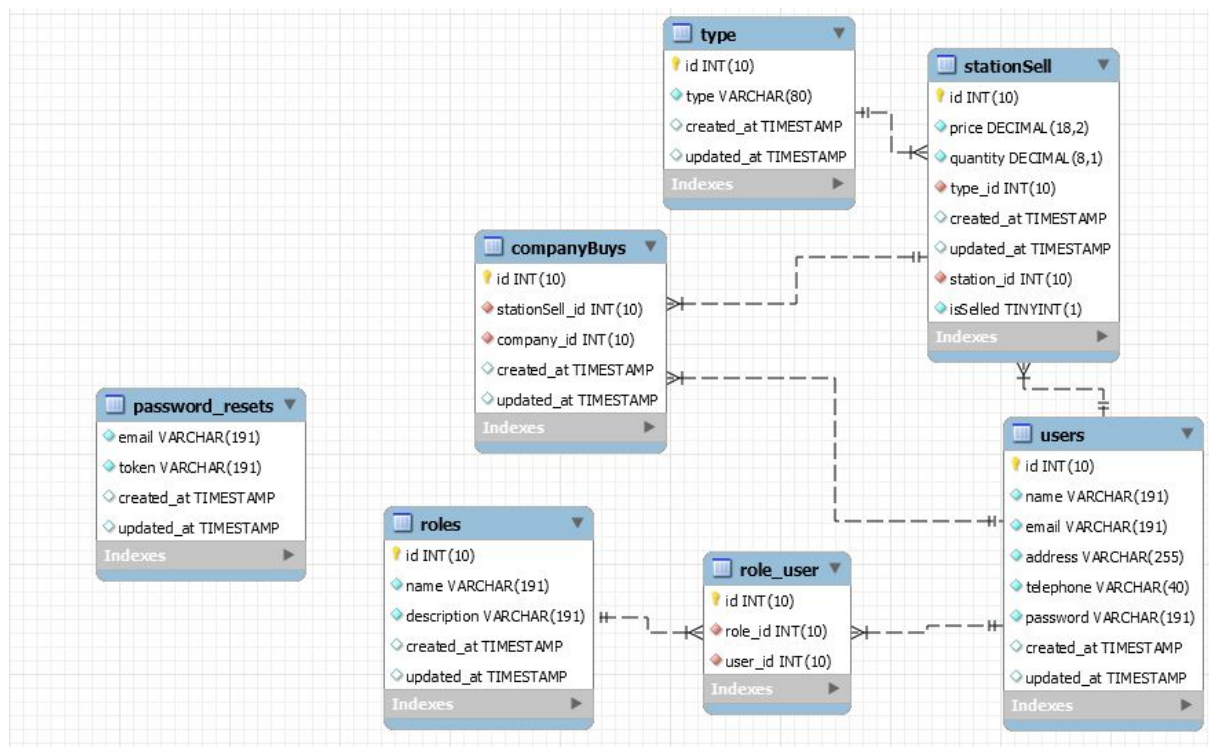 type
id INT(10)
type VARCHAR(80)
created_at TIMESTAMP
updated_at TIMESTAMP
Indexes
stationSell
id INT(10)
price DECIMAL(18,2)
quantity DECIMAL(8,1)
type_id INT(10)
created_at TIMESTAMP
updated_at TIMESTAMP
station_id INT(10)
isSelled TINYINT(1)
Indexes
companyBuys
id INT(10)
stationSell_id INT(10)
company_id INT(10)
created_at TIMESTAMP
updated_at TIMESTAMP
Indexes
password_resets
email VARCHAR(191)
token VARCHAR(191)
created_at TIMESTAMP
updated_at TIMESTAMP
Indexes
users
id INT(10)
name VARCHAR(191)
email VARCHAR(191)
address VARCHAR(255)
telephone VARCHAR(40)
password VARCHAR(191)
created_at TIMESTAMP
updated_at TIMESTAMP
Indexes
roles
id INT(10)
name VARCHAR(191)
description VARCHAR(191)
created_at TIMESTAMP
updated_at TIMESTAMP
Indexes
role_user
id INT(10)
role_id INT(10)
user_id INT(10)
Indexes